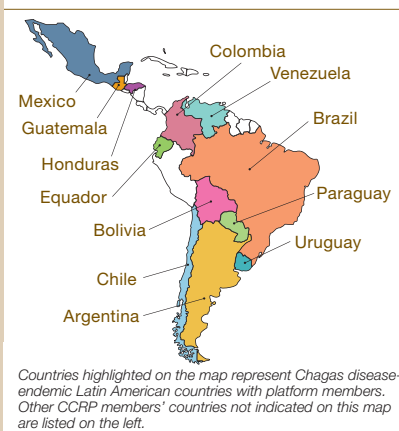 Colombia
Venezuela
Mexico
Brazil
Guatemala
Honduras
Equador
Paraguay
Bolivia
Uruguay
Chile
Argentina
Countries highlighted on the map represent Chagas disease-
endemic Latin American countries with platform members.
Other CCRP members' countries not indicated on this map
are listed on the left.